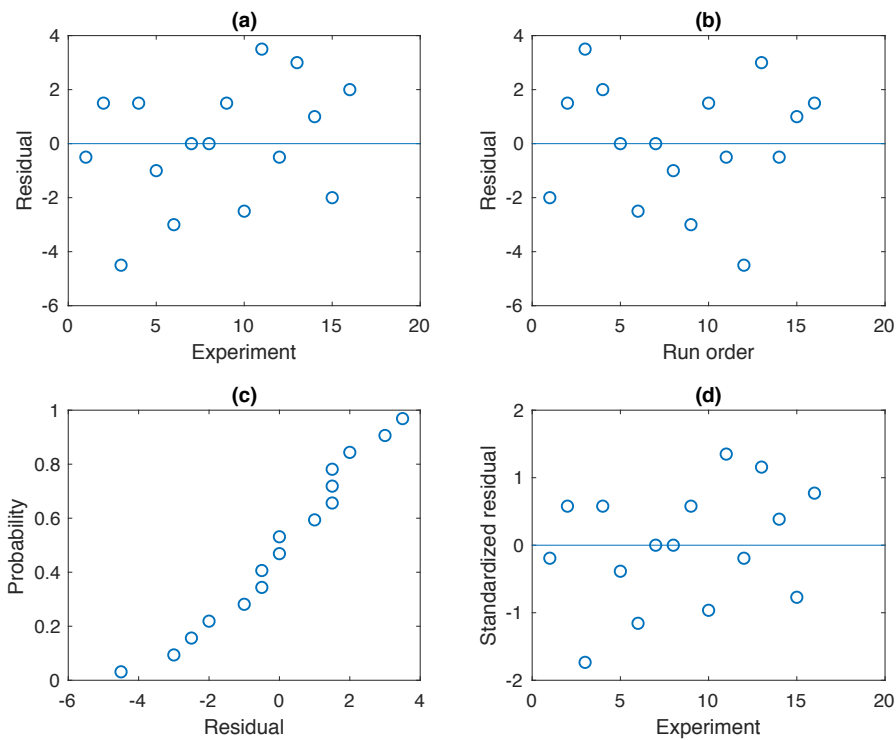 (a)
4
2
0
-2
-4
-6
Residual
0 5 10 15 20
Experiment
(b)
4
2
0
-2
-4
-6
Residual
0 5 10 15 20
Run order
(c)
1
0.8
0.6
0.4
0.2
0
Probability
-6 -4 -2 0 2 4
Residual
(d)
2
1
0
-1
-2
Standardized residual
0 5 10 15 20
Experiment